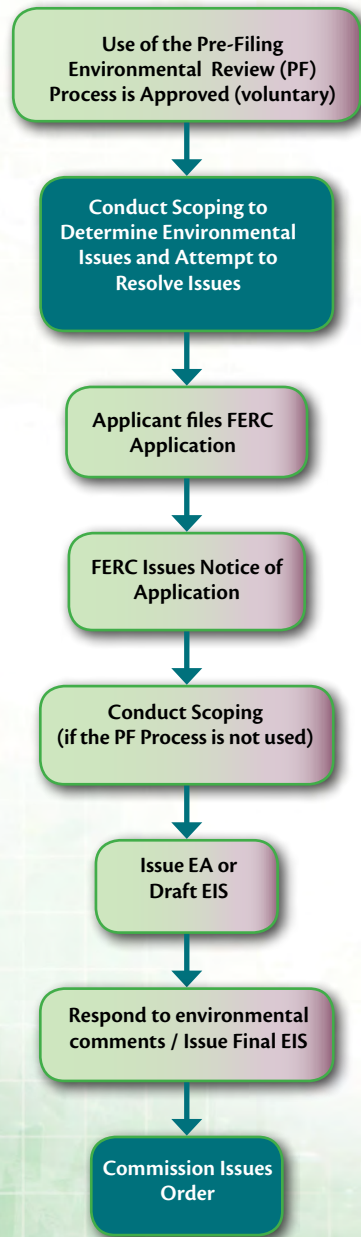 Use of the Pre-Filing
Environmental Review (PF)
Process is Approved (voluntary)
Conduct Scoping to
Determine Environmental
Issues and Attempt to
Resolve Issues
Applicant files FERC
Application
FERC Issues Notice of
Application
Conduct Scoping
(if the PF Process is not used)
Issue EA or
Draft EIS
Respond to environmental
comments / Issue Final EIS
Commission Issues
Order